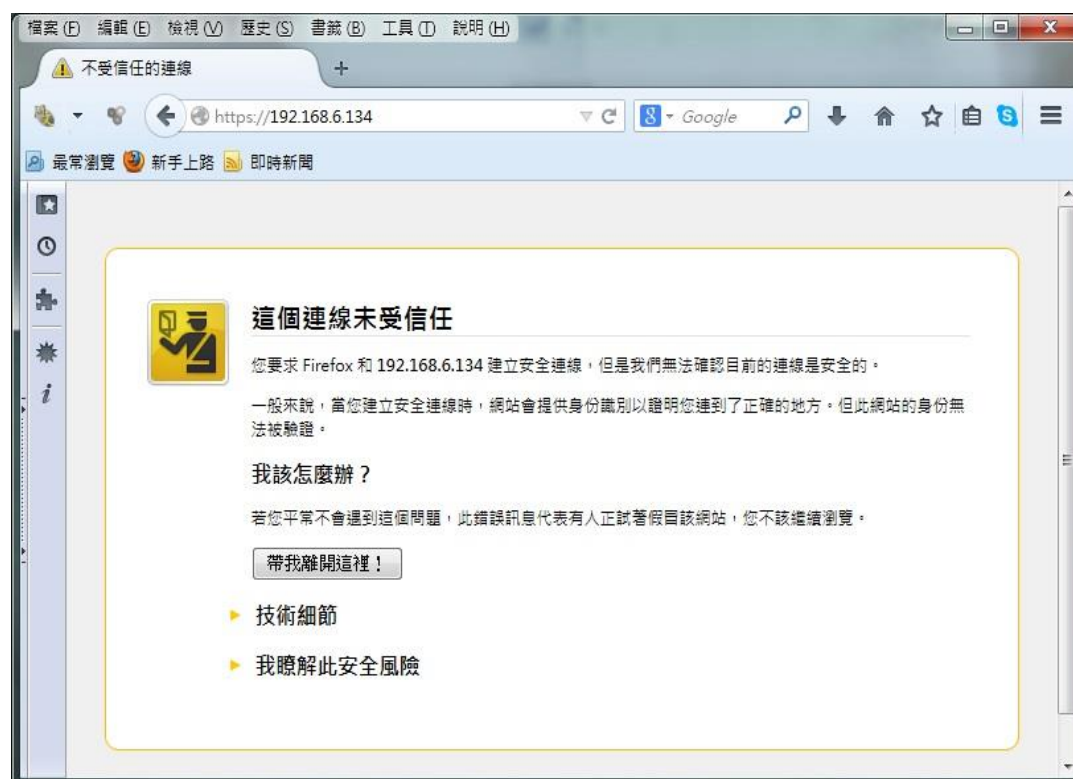 檔案(F) 編輯(E) 檢視(V) 歷史(S) 書籤(B) 工具(T) 說明(H)
不受信任的連線
https://192.168.6.134 Google
最常瀏覽 新手上路 即時新聞
這個連線未受信任
您要求 Firefox 和 192.168.6.134 建立安全連線，但是我們無法確認目前的連線是安全的。
一般來說，當您建立安全連線時，網站會提供身份識別以證明您連到了正確的地方。但此網站的身份無
法被驗證。
我該怎麼辦？
若您平常不會遇到這個問題，此錯誤訊息代表有人正試著假冒該網站，您不該繼續瀏覽。
帶我離開這裡！
技術細節
我瞭解此安全風險